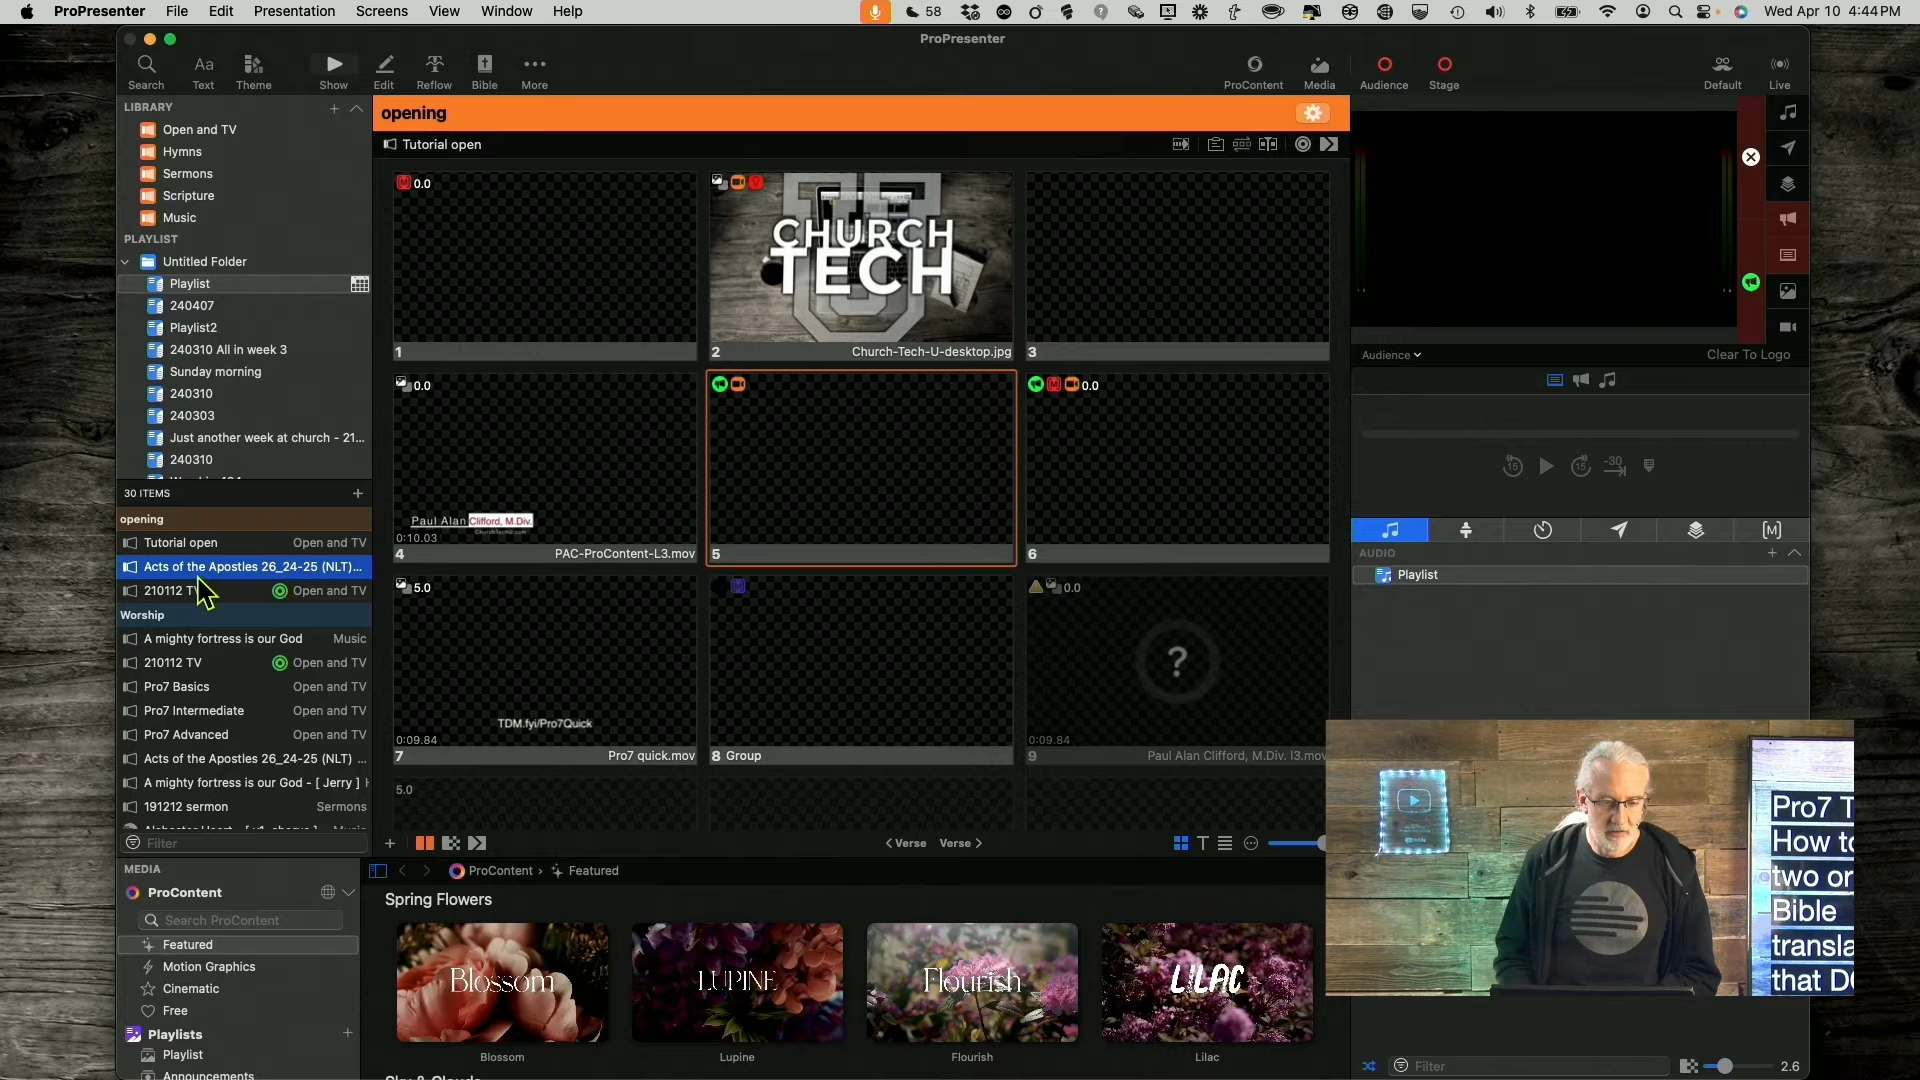 ProPresenter File Edit Presentation Screens View Window Help
58
Wed Apr 10 4:44 PM
ProPresenter
Search Text Theme Show Edit Reflow Bible More
ProContent Media Audience Stage Default Live
LIBRARY
Open and TV
Hymns
Sermons
Scripture
Music
PLAYLIST
Untitled Folder
Playlist
240407
Playlist2
240310 All in week 3
Sunday morning
240310
240303
Just another week at church - 21...
240310
30 ITEMS
opening
Tutorial open Open and TV
Acts of the Apostles 26_24-25 (NLT)...
210112 TV Open and TV
Worship
A mighty fortress is our God Music
210112 TV Open and TV
Pro7 Basics Open and TV
Pro7 Intermediate Open and TV
Pro7 Advanced Open and TV
Acts of the Apostles 26_24-25 (NLT) ...
A mighty fortress is our God - [ Jerry ]
191212 sermon Sermons
Filter
opening
Tutorial open
0.0
CHURCH
TECH
1
2 Church-Tech-U-desktop.jpg
3
0.0
0.0
Paul Alan Clifford, M.Div.
ChurchTechU.com
0:10.03
4 PAC-ProContent-L3.mov
5
6
5.0
0.0
?
TDM.fyi/Pro7Quick
0:09.84
0:09.84
7 Pro7 quick.mov
8 Group
9 Paul Alan Clifford, M.Div. l3.mov
5.0
Verse Verse
Audience
Clear To Logo
15
15
-30
AUDIO
Playlist
MEDIA
ProContent
Search ProContent
Featured
Motion Graphics
Cinematic
Free
Playlists
Playlist
Announcements
ProContent › Featured
Spring Flowers
Blossom
LUPINE
Flourish
LILAC
Blossom
Lupine
Flourish
Lilac
Pro7 T
How to
two or
Bible
transla
that DO
Filter
2.6